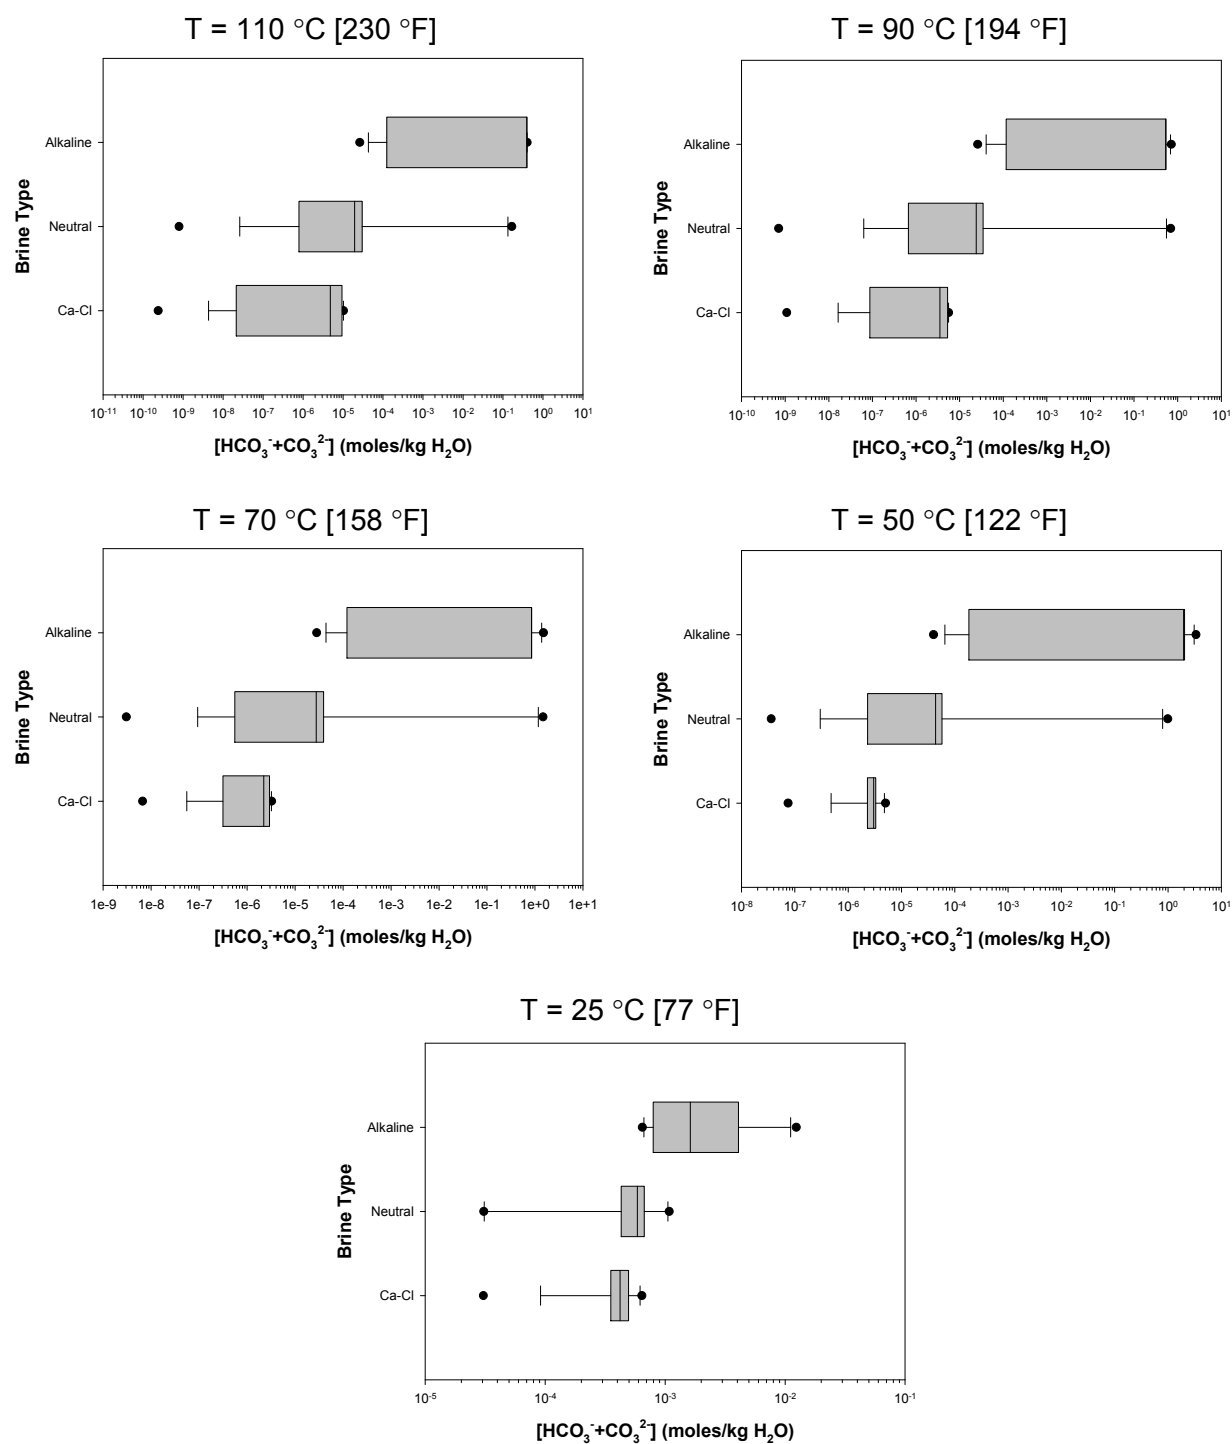 T = 110 °C [230 °F]
Alkaline
Neutral
Ca-Cl
Brine Type
10⁻¹¹ 10⁻¹⁰ 10⁻⁹ 10⁻⁸ 10⁻⁷ 10⁻⁶ 10⁻⁵ 10⁻⁴ 10⁻³ 10⁻² 10⁻¹ 10⁰ 10¹
[HCO₃⁻+CO₃²⁻] (moles/kg H₂O)
T = 90 °C [194 °F]
Alkaline
Neutral
Ca-Cl
Brine Type
10⁻¹⁰ 10⁻⁹ 10⁻⁸ 10⁻⁷ 10⁻⁶ 10⁻⁵ 10⁻⁴ 10⁻³ 10⁻² 10⁻¹ 10⁰ 10¹
[HCO₃⁻+CO₃²⁻] (moles/kg H₂O)
T = 70 °C [158 °F]
Alkaline
Neutral
Ca-Cl
Brine Type
1e-9 1e-8 1e-7 1e-6 1e-5 1e-4 1e-3 1e-2 1e-1 1e+0 1e+1
[HCO₃⁻+CO₃²⁻] (moles/kg H₂O)
T = 50 °C [122 °F]
Alkaline
Neutral
Ca-Cl
Brine Type
10⁻⁸ 10⁻⁷ 10⁻⁶ 10⁻⁵ 10⁻⁴ 10⁻³ 10⁻² 10⁻¹ 10⁰ 10¹
[HCO₃⁻+CO₃²⁻] (moles/kg H₂O)
T = 25 °C [77 °F]
Alkaline
Neutral
Ca-Cl
Brine Type
10⁻⁵ 10⁻⁴ 10⁻³ 10⁻² 10⁻¹
[HCO₃⁻+CO₃²⁻] (moles/kg H₂O)